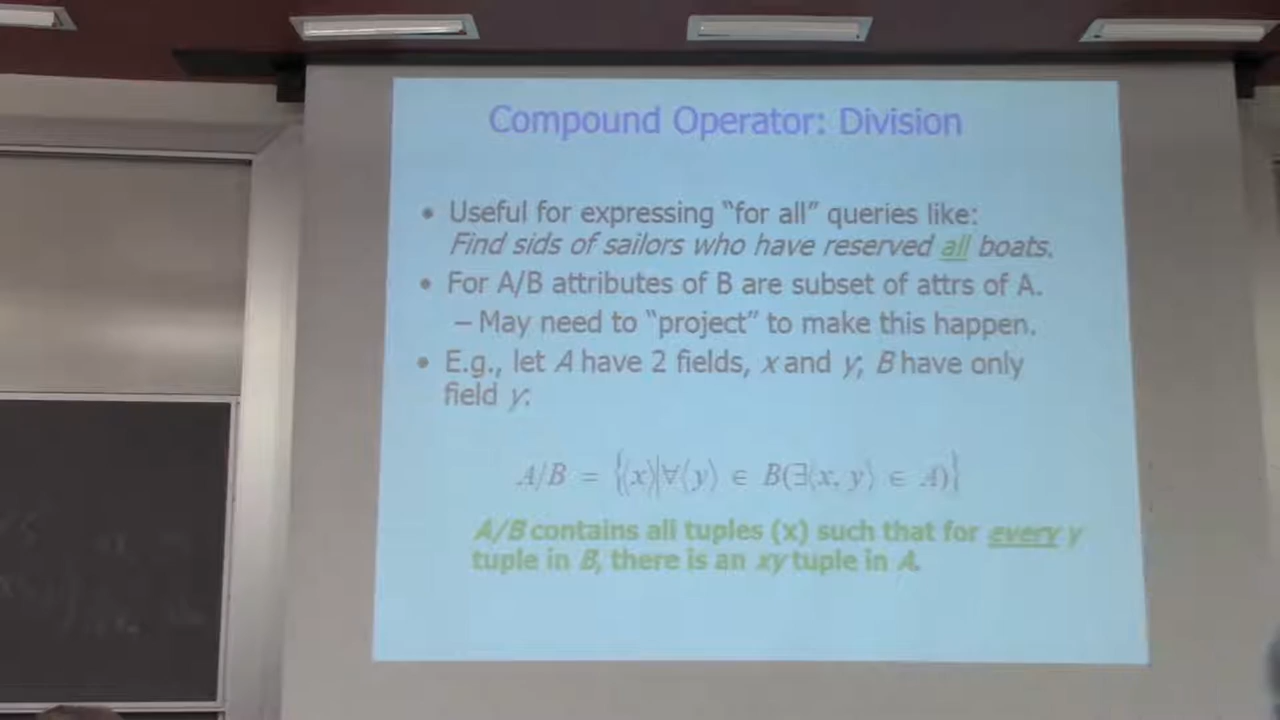 Compound Operator: Division
• Useful for expressing “for all” queries like:
Find sids of sailors who have reserved all boats.
• For A/B attributes of B are subset of attrs of A.
– May need to “project” to make this happen.
• E.g., let A have 2 fields, x and y; B have only
field y:
A/B = {⟨x⟩|∀⟨y⟩ ∈ B(∃⟨x, y⟩ ∈ A)}
A/B contains all tuples (x) such that for every y
tuple in B, there is an xy tuple in A.